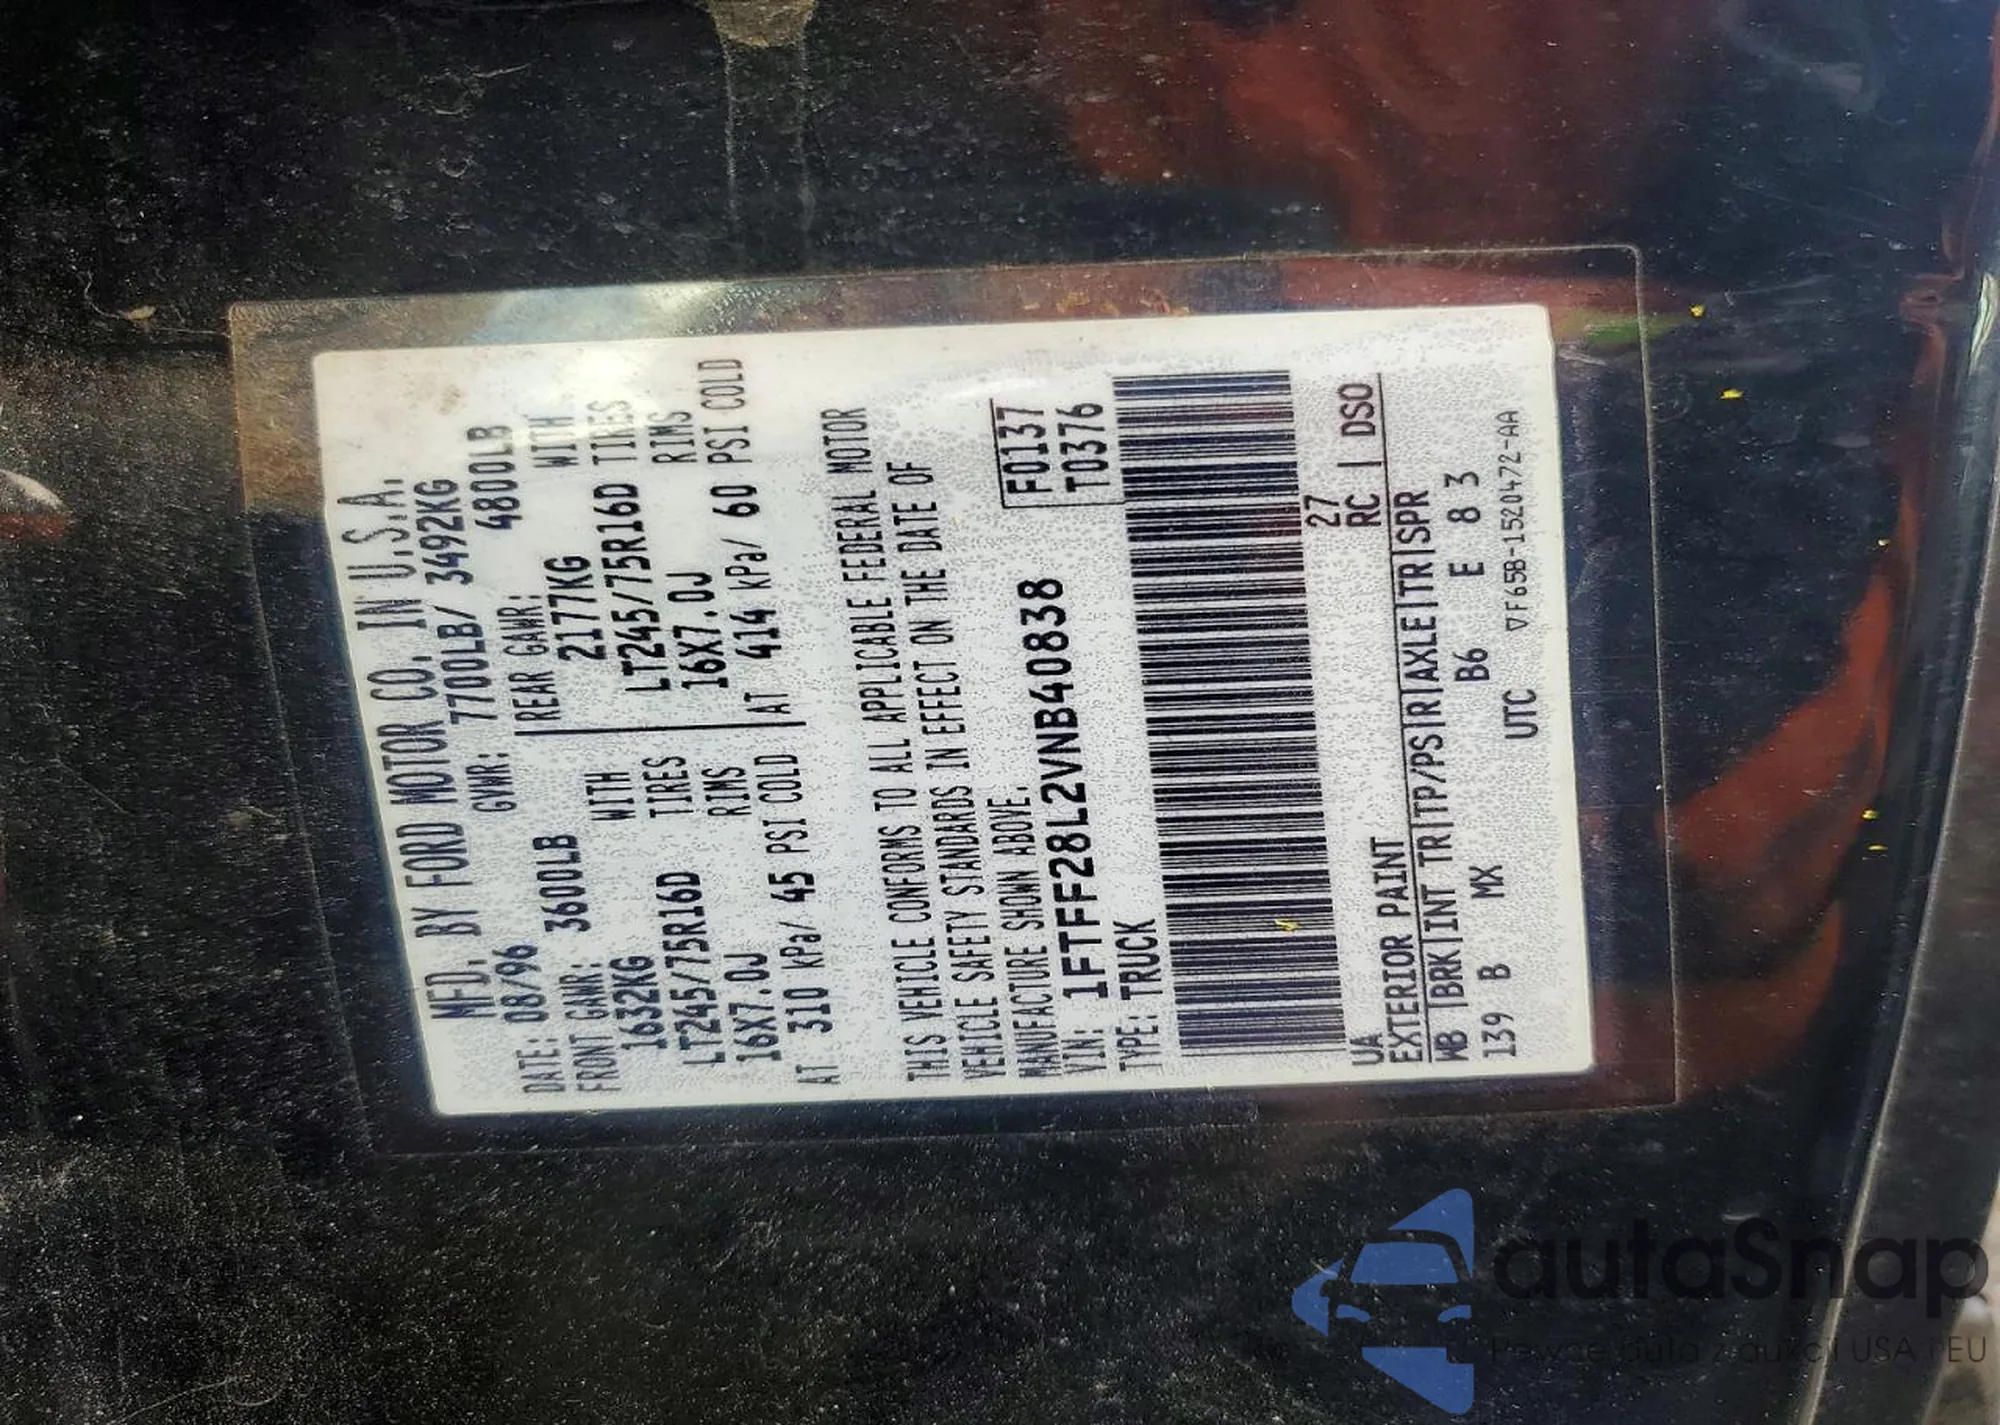 MFD. BY FORD MOTOR CO. IN U.S.A.
DATE: 08/96 GVWR: 7700LB/ 3492KG
FRONT GAWR: 3600LB REAR GAWR: 4800LB
1632KG WITH 2177KG WITH
LT245/75R16D TIRES LT245/75R16D TIRES
16X7.0J RIMS 16X7.0J RIMS
AT 310 kPa/ 45 PSI COLD AT 414 kPa/ 60 PSI COLD
THIS VEHICLE CONFORMS TO ALL APPLICABLE FEDERAL MOTOR
VEHICLE SAFETY STANDARDS IN EFFECT ON THE DATE OF
MANUFACTURE SHOWN ABOVE.
VIN: 1FTFF28L2VNB40838 F0137
TYPE: TRUCK T0376
UA 27
EXTERIOR PAINT RC | DSO
WB |BRK|INT TR|TP/PS|R|AXLE|TR|SPR
139 B MX B6 E 8 3
UTC ▽F65B-1520472-AA
autaSnap
Pewne auta z aukcji USA i EU